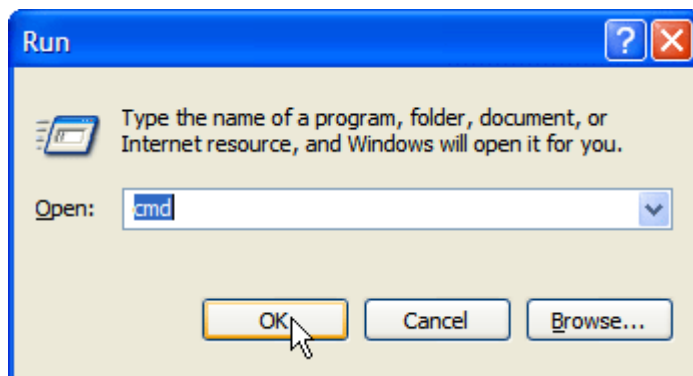 Run
Type the name of a program, folder, document, or
Internet resource, and Windows will open it for you.
Open: cmd
OK Cancel Browse...